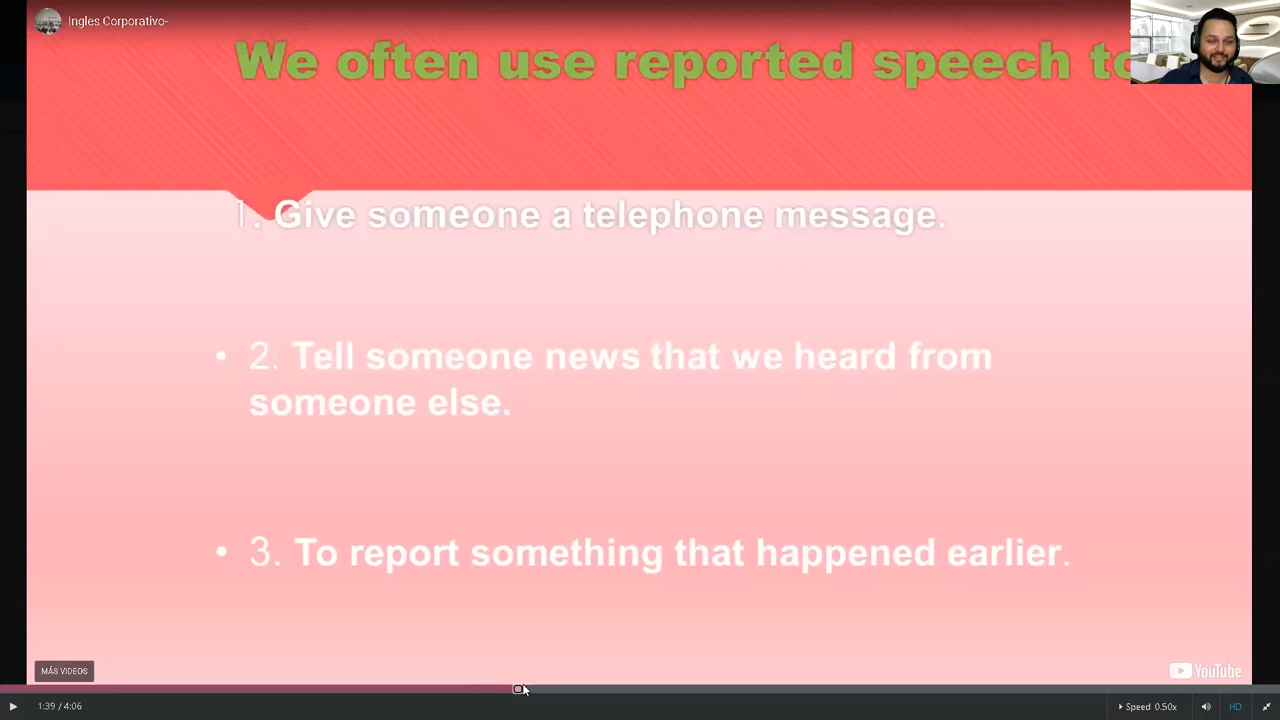 Ingles Corporativo-
We often use reported speech to
1. Give someone a telephone message.
• 2. Tell someone news that we heard from
someone else.
• 3. To report something that happened earlier.
MÁS VIDEOS
YouTube
1:39 / 4:06
Speed 0.50x
HD